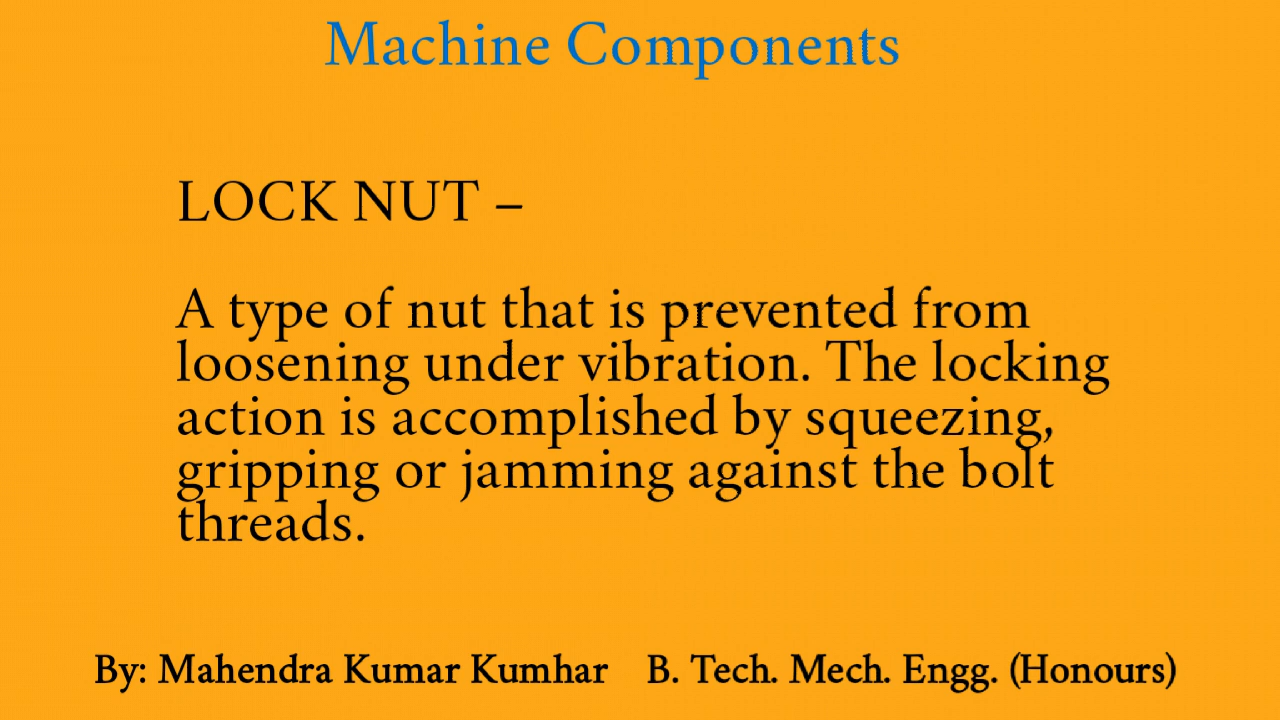 Machine Components
LOCK NUT –
A type of nut that is prevented from
loosening under vibration. The locking
action is accomplished by squeezing,
gripping or jamming against the bolt
threads.
By: Mahendra Kumar Kumhar B. Tech. Mech. Engg. (Honours)